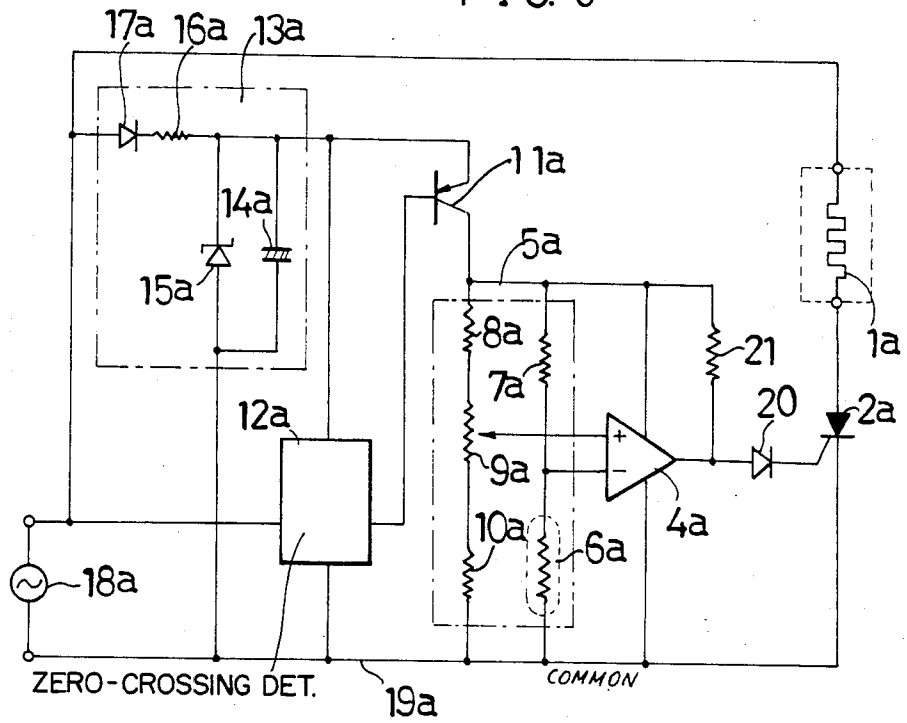 17a
16a
13a
11a
14a
15a
5a
8a
7a
21
1a
12a
20
2a
+
9a
−
4a
10a
6a
18a
ZERO-CROSSING DET.
19a
COMMON